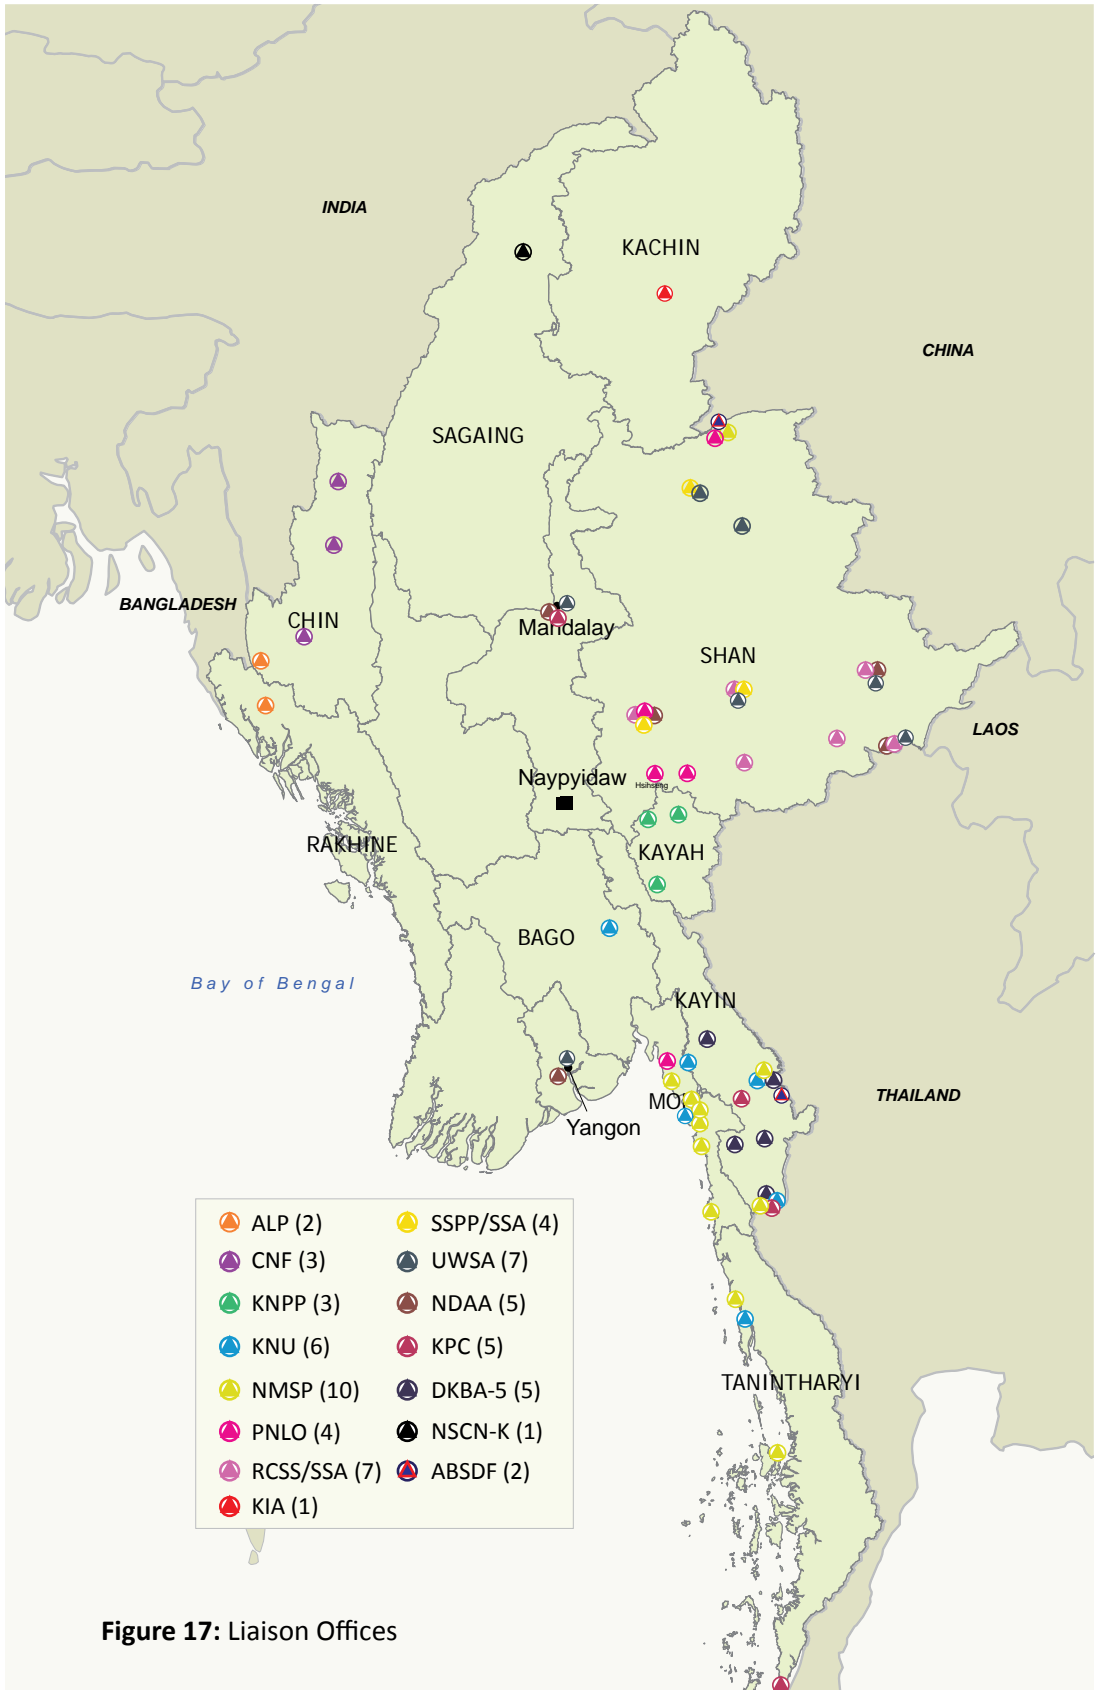 INDIA
KACHIN
CHINA
SAGAING
BANGLADESH
CHIN
Mandalay
SHAN
LAOS
Naypyidaw
Hsihseng
RAKHINE
KAYAH
BAGO
Bay of Bengal
KAYIN
THAILAND
MO
Yangon
ALP (2)
CNF (3)
KNPP (3)
KNU (6)
NMSP (10)
PNLO (4)
RCSS/SSA (7)
KIA (1)
SSPP/SSA (4)
UWSA (7)
NDAA (5)
KPC (5)
DKBA-5 (5)
NSCN-K (1)
ABSDF (2)
TANINTHARYI
Figure 17: Liaison Offices